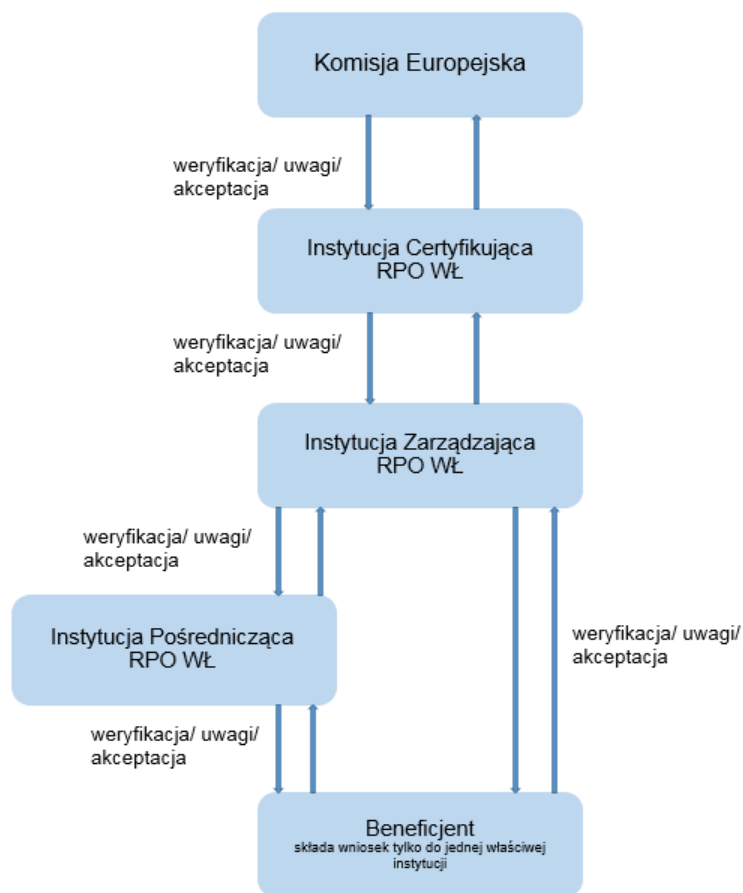 Komisja Europejska
weryfikacja/ uwagi/
akceptacja
Instytucja Certyfikująca
RPO WŁ
weryfikacja/ uwagi/
akceptacja
Instytucja Zarządzająca
RPO WŁ
weryfikacja/ uwagi/
akceptacja
Instytucja Pośrednicząca
RPO WŁ
weryfikacja/ uwagi/
akceptacja
weryfikacja/ uwagi/
akceptacja
Beneficjent
składa wniosek tylko do jednej właściwej
instytucji